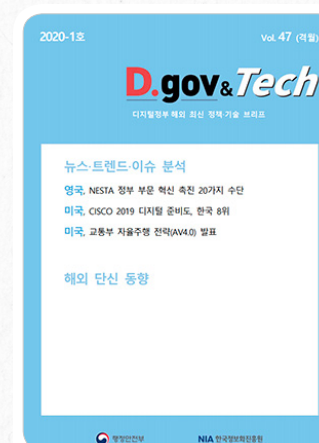 2020-1호
Vol. 47 (격월)
D.gov&Tech
디지털정부 해외 최신 정책·기술 브리프
뉴스·트렌드·이슈 분석
영국, NESTA 정부 부문 혁신 촉진 20가지 수단
미국, CISCO 2019 디지털 준비도, 한국 8위
미국, 교통부 자율주행 전략(AV4.0) 발표
해외 단신 동향
행정안전부
NIA 한국정보화진흥원